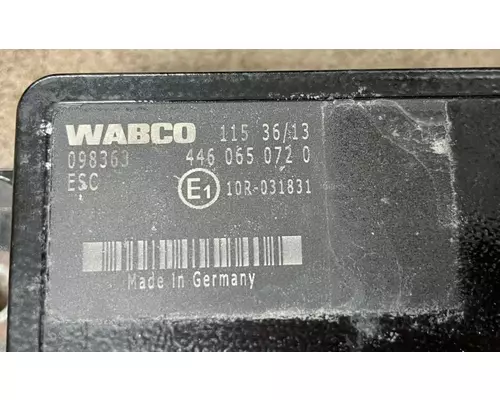 WABCO 115 36/13
098363 446 065 072 0
ESC E1 10R-031831
Made in Germany